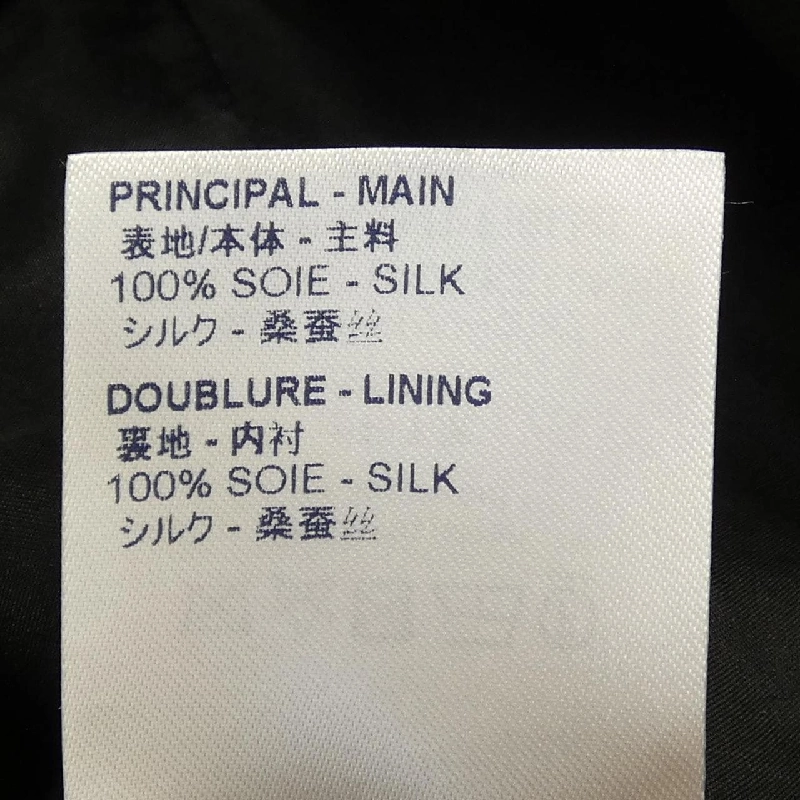 PRINCIPAL - MAIN
表地/本体 - 主料
100% SOIE - SILK
シルク - 桑蚕丝
DOUBLURE - LINING
裏地 - 内衬
100% SOIE - SILK
シルク - 桑蚕丝